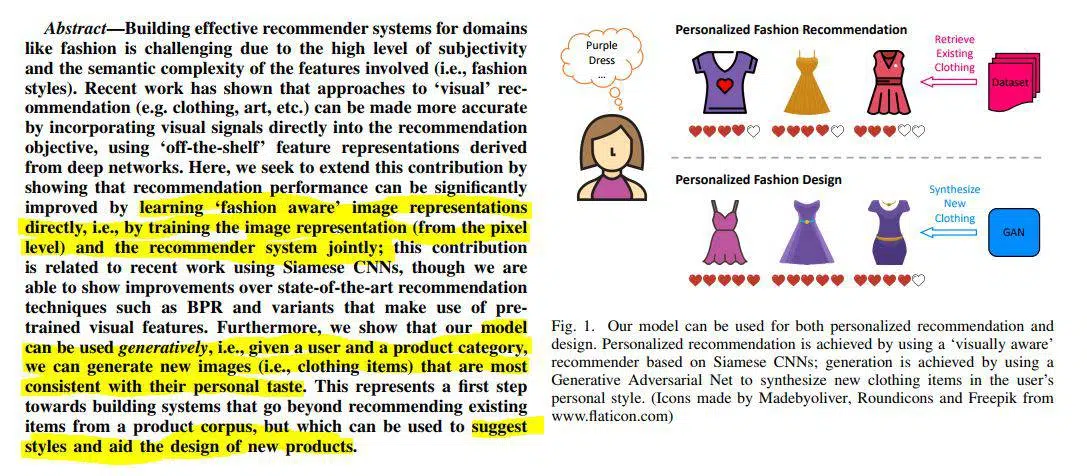 Abstract—Building effective recommender systems for domains
like fashion is challenging due to the high level of subjectivity
and the semantic complexity of the features involved (i.e., fashion
styles). Recent work has shown that approaches to ‘visual’ rec-
ommendation (e.g. clothing, art, etc.) can be made more accurate
by incorporating visual signals directly into the recommendation
objective, using ‘off-the-shelf’ feature representations derived
from deep networks. Here, we seek to extend this contribution by
showing that recommendation performance can be significantly
improved by learning ‘fashion aware’ image representations
directly, i.e., by training the image representation (from the pixel
level) and the recommender system jointly; this contribution
is related to recent work using Siamese CNNs, though we are
able to show improvements over state-of-the-art recommendation
techniques such as BPR and variants that make use of pre-
trained visual features. Furthermore, we show that our model
can be used generatively, i.e., given a user and a product category,
we can generate new images (i.e., clothing items) that are most
consistent with their personal taste. This represents a first step
towards building systems that go beyond recommending existing
items from a product corpus, but which can be used to suggest
styles and aid the design of new products.
Purple
Dress
...
Personalized Fashion Recommendation
Retrieve
Existing
Clothing
Dataset
Personalized Fashion Design
Synthesize
New
Clothing
GAN
Fig. 1. Our model can be used for both personalized recommendation and
design. Personalized recommendation is achieved by using a ‘visually aware’
recommender based on Siamese CNNs; generation is achieved by using a
Generative Adversarial Net to synthesize new clothing items in the user’s
personal style. (Icons made by Madebyoliver, Roundicons and Freepik from
www.flaticon.com)